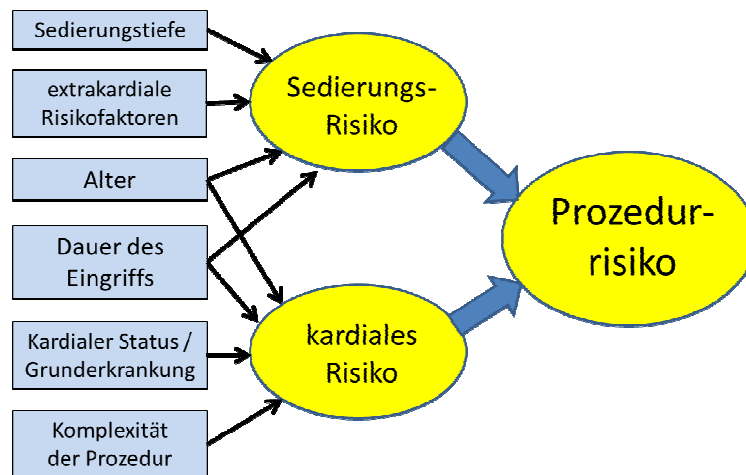 Sedierungstiefe
extrakardiale
Risikofaktoren
Alter
Dauer des
Eingriffs
Kardialer Status /
Grunderkrankung
Komplexität
der Prozedur
Sedierungs-
Risiko
kardiales
Risiko
Prozedur-
risiko